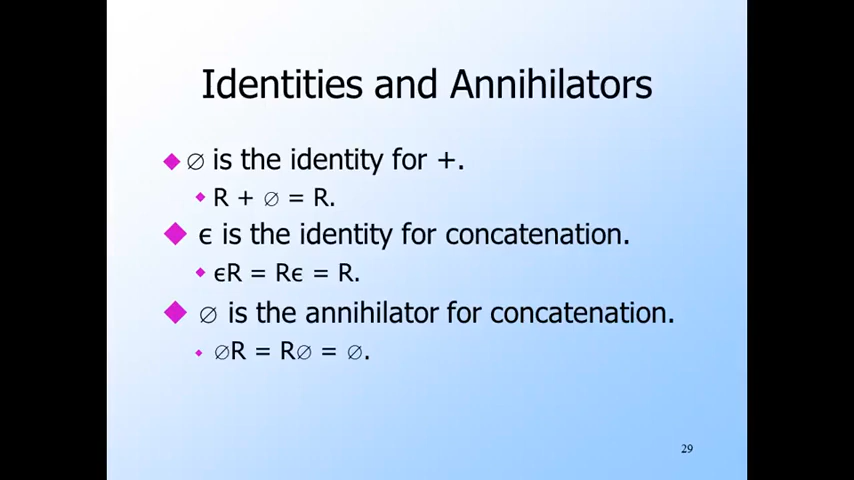 Identities and Annihilators
∅ is the identity for +.
R + ∅ = R.
ϵ is the identity for concatenation.
ϵR = Rϵ = R.
∅ is the annihilator for concatenation.
∅R = R∅ = ∅.
29